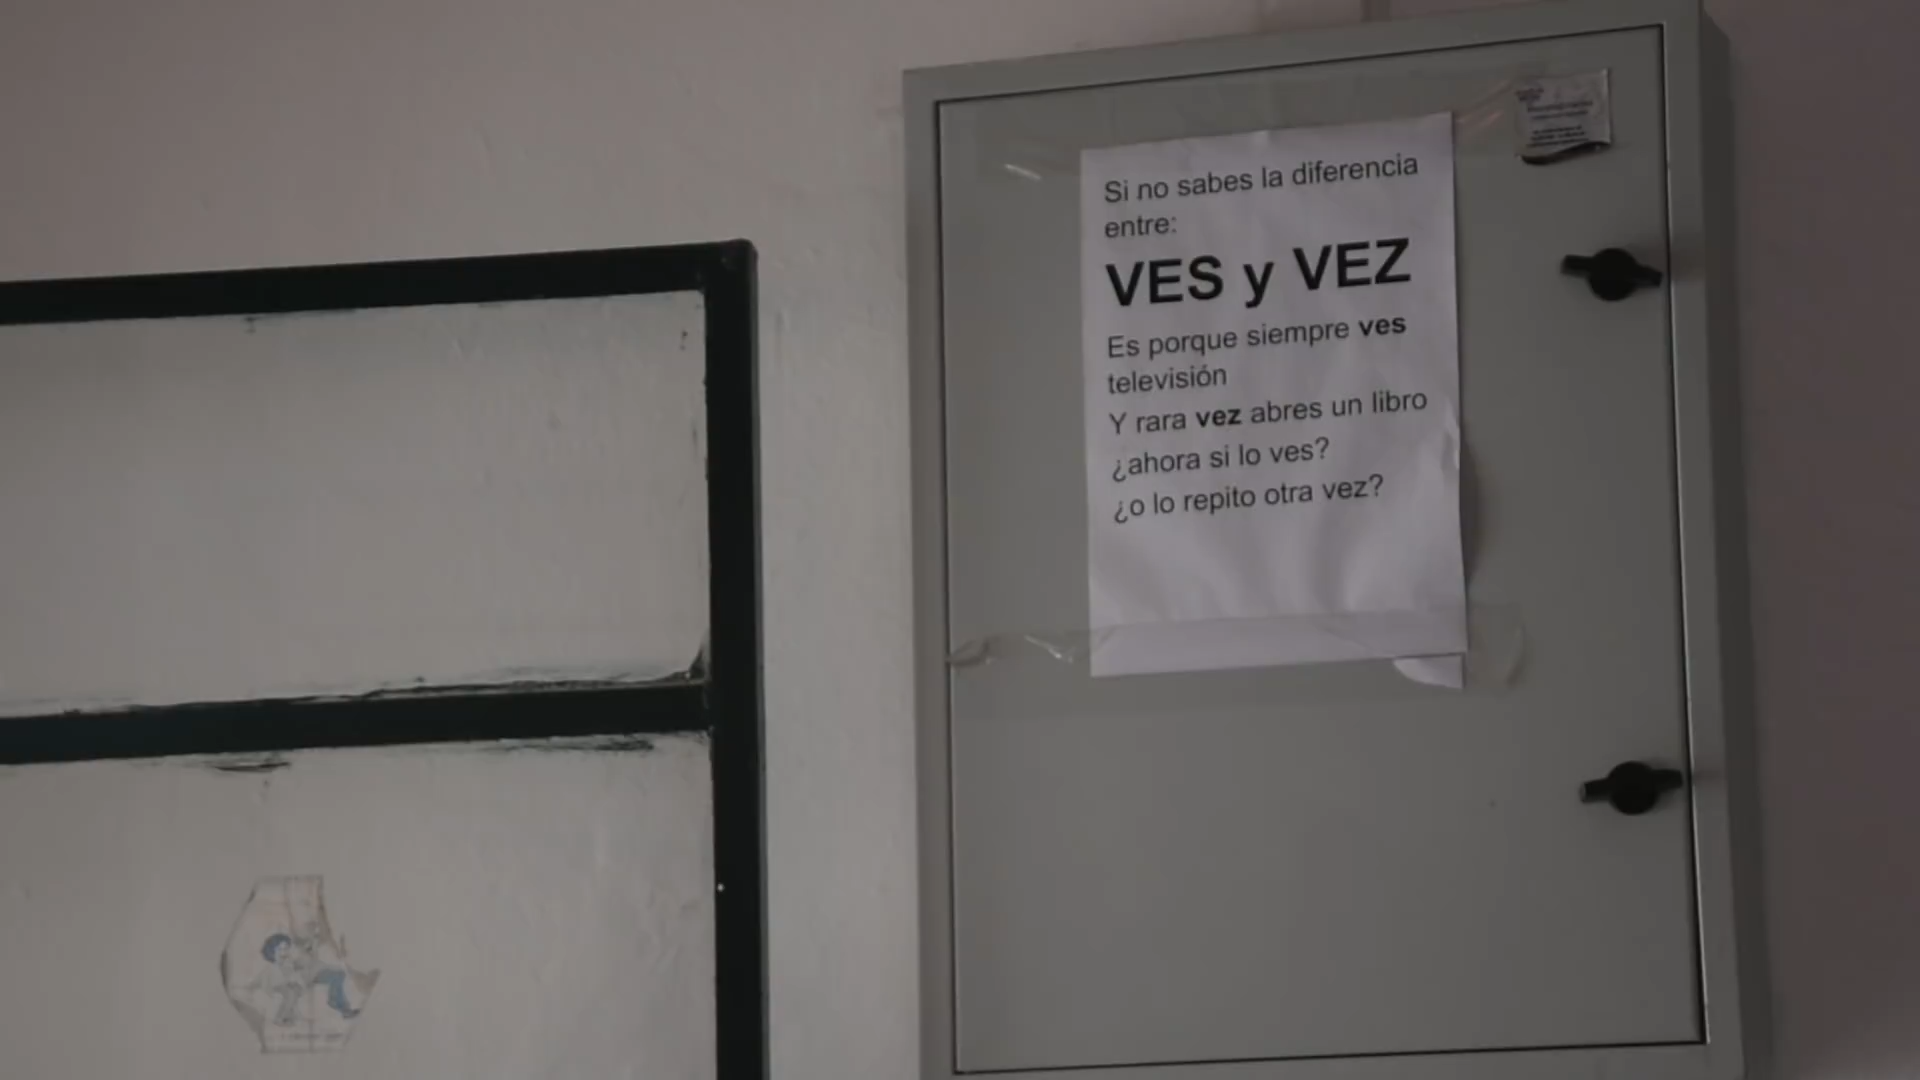 Si no sabes la diferencia
entre:
VES y VEZ
Es porque siempre ves
televisión
Y rara vez abres un libro
¿ahora si lo ves?
¿o lo repito otra vez?